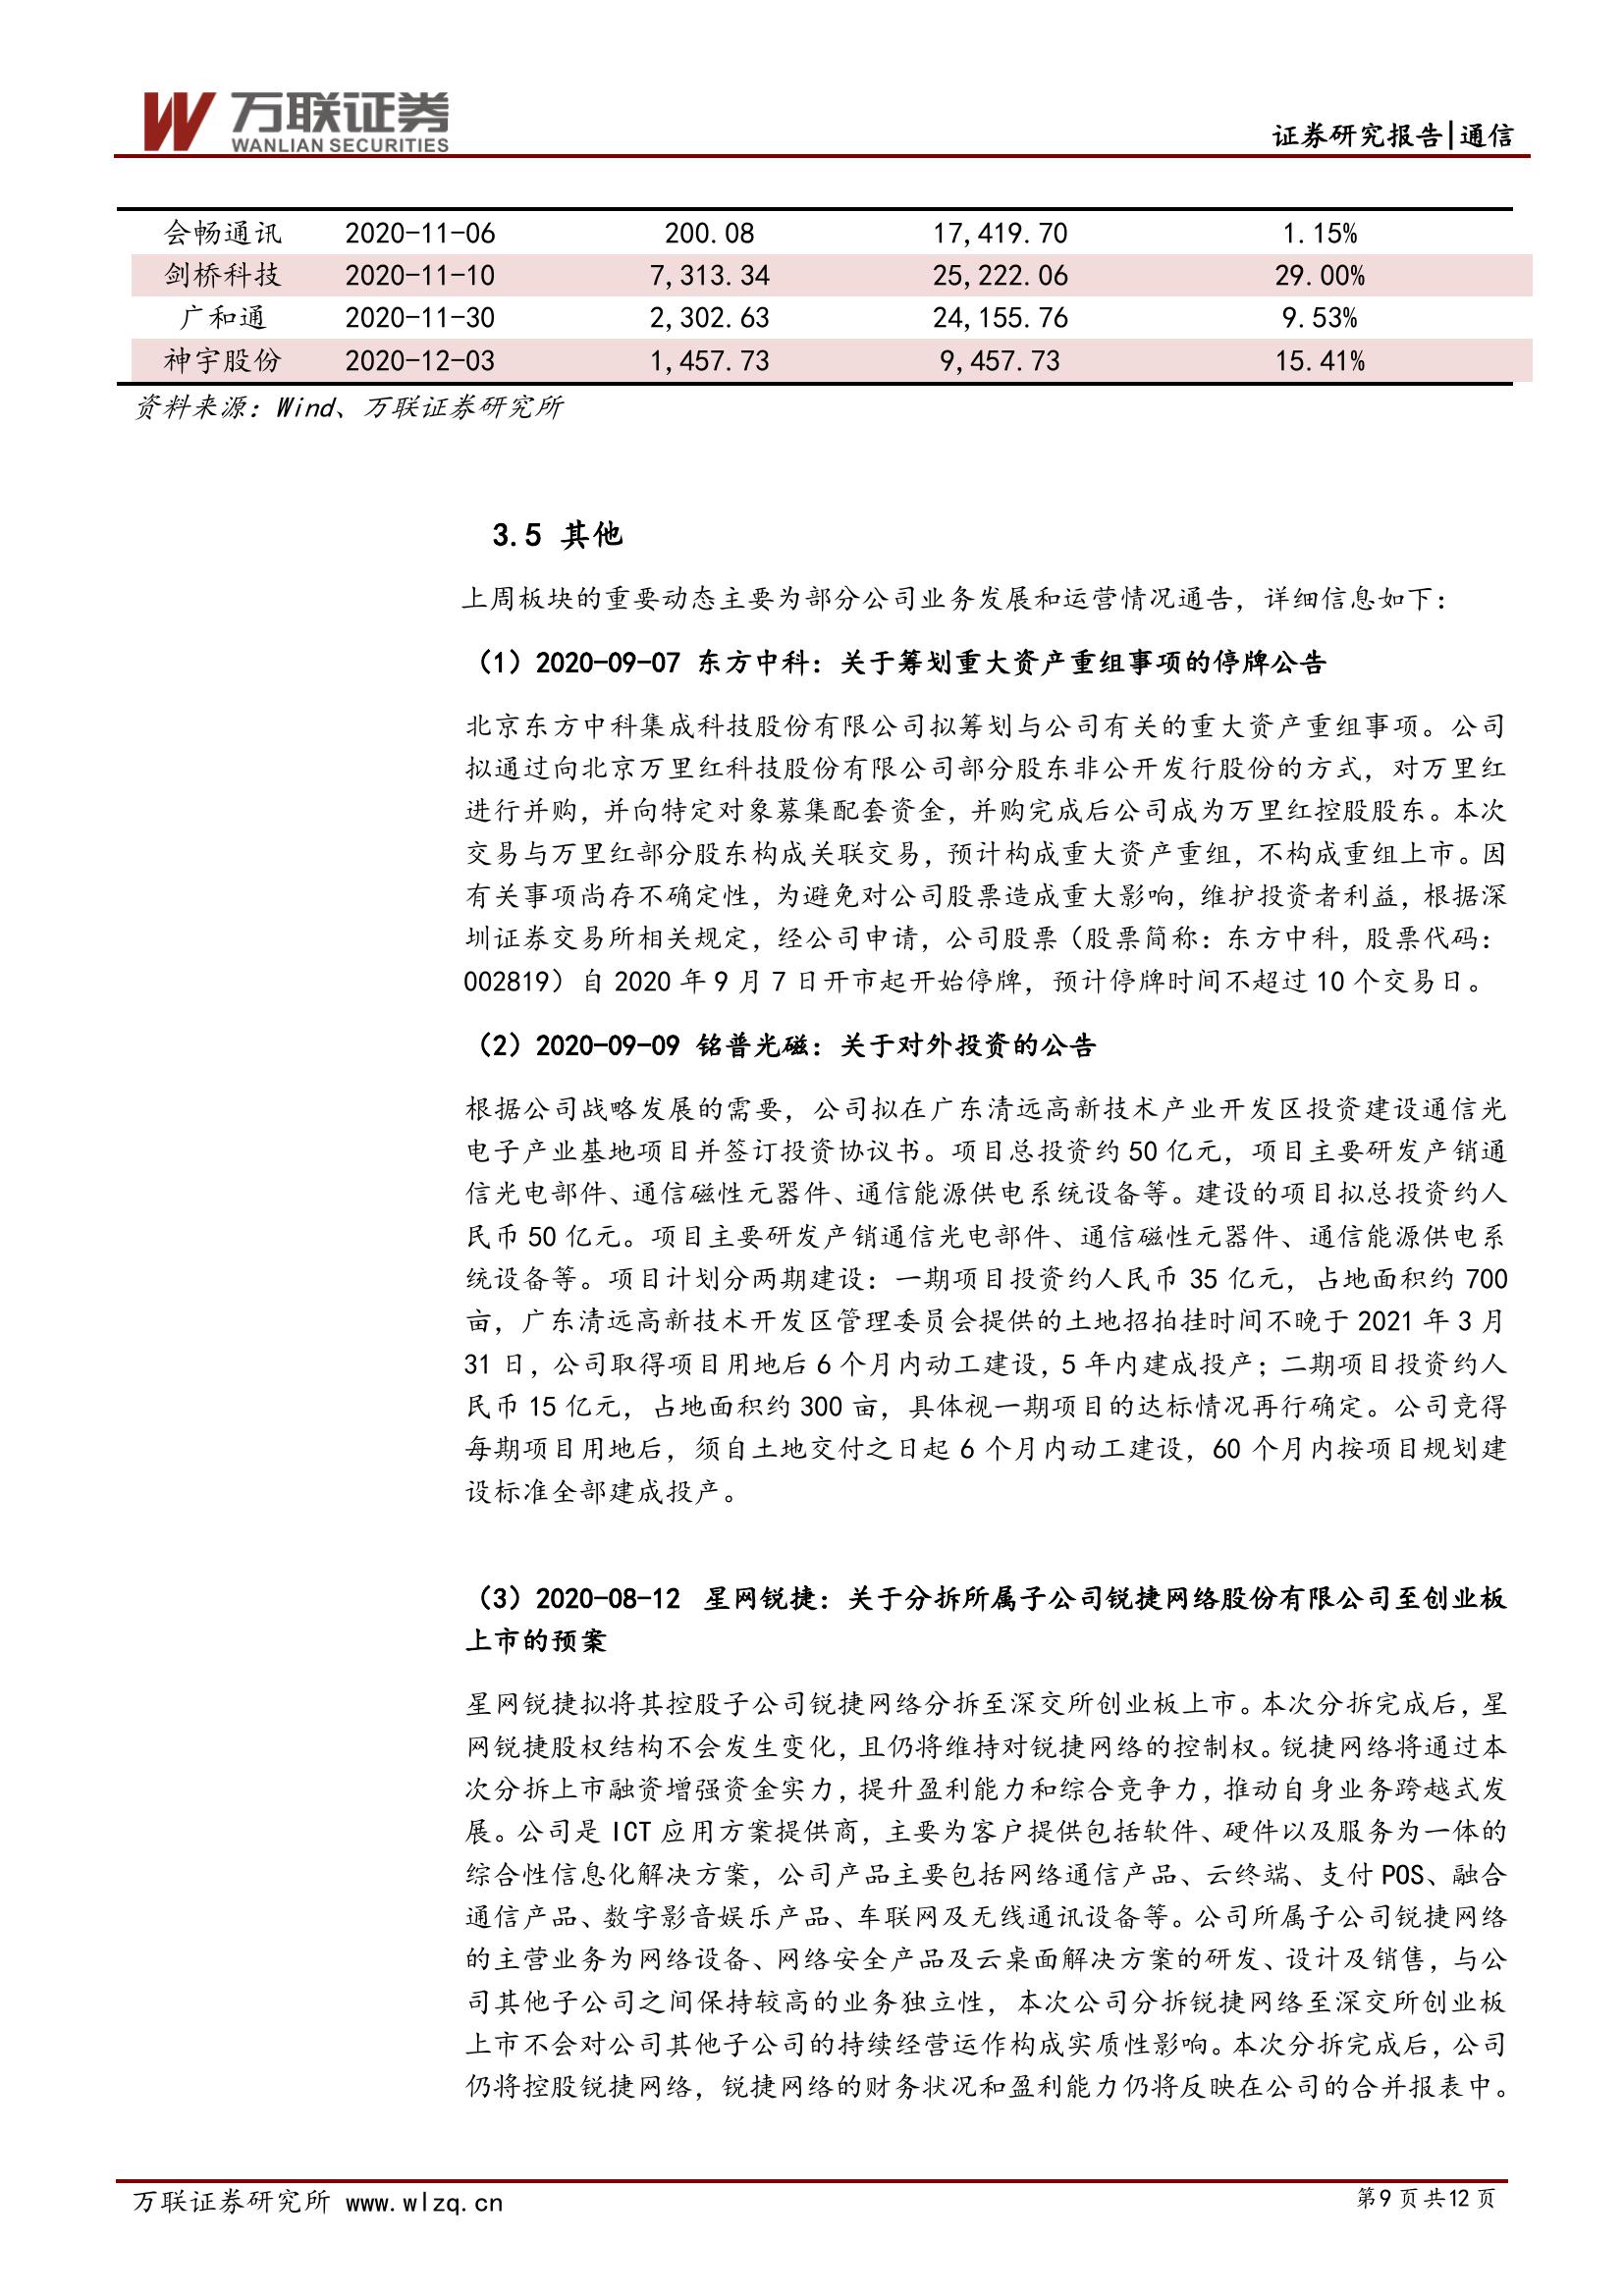 万联证券
WANLIAN SECURITIES
证券研究报告|通信
会畅通讯 2020-11-06 200.08 17,419.70 1.15%
剑桥科技 2020-11-10 7,313.34 25,222.06 29.00%
广和通 2020-11-30 2,302.63 24,155.76 9.53%
神宇股份 2020-12-03 1,457.73 9,457.73 15.41%
资料来源：Wind、万联证券研究所
3.5 其他
上周板块的重要动态主要为部分公司业务发展和运营情况通告，详细信息如下：
（1）2020-09-07 东方中科：关于筹划重大资产重组事项的停牌公告
北京东方中科集成科技股份有限公司拟筹划与公司有关的重大资产重组事项。公司
拟通过向北京万里红科技股份有限公司部分股东非公开发行股份的方式，对万里红
进行并购，并向特定对象募集配套资金，并购完成后公司成为万里红控股股东。本次
交易与万里红部分股东构成关联交易，预计构成重大资产重组，不构成重组上市。因
有关事项尚存不确定性，为避免对公司股票造成重大影响，维护投资者利益，根据深
圳证券交易所相关规定，经公司申请，公司股票（股票简称：东方中科，股票代码：
002819）自 2020 年 9 月 7 日开市起开始停牌，预计停牌时间不超过 10 个交易日。
（2）2020-09-09 铭普光磁：关于对外投资的公告
根据公司战略发展的需要，公司拟在广东清远高新技术产业开发区投资建设通信光
电子产业基地项目并签订投资协议书。项目总投资约 50 亿元，项目主要研发产销通
信光电部件、通信磁性元器件、通信能源供电系统设备等。建设的项目拟总投资约人
民币 50 亿元。项目主要研发产销通信光电部件、通信磁性元器件、通信能源供电系
统设备等。项目计划分两期建设：一期项目投资约人民币 35 亿元，占地面积约 700
亩，广东清远高新技术开发区管理委员会提供的土地招拍挂时间不晚于 2021 年 3 月
31 日，公司取得项目用地后 6 个月内动工建设，5 年内建成投产；二期项目投资约人
民币 15 亿元，占地面积约 300 亩，具体视一期项目的达标情况再行确定。公司竞得
每期项目用地后，须自土地交付之日起 6 个月内动工建设，60 个月内按项目规划建
设标准全部建成投产。
（3）2020-08-12 星网锐捷：关于分拆所属子公司锐捷网络股份有限公司至创业板
上市的预案
星网锐捷拟将其控股子公司锐捷网络分拆至深交所创业板上市。本次分拆完成后，星
网锐捷股权结构不会发生变化，且仍将维持对锐捷网络的控制权。锐捷网络将通过本
次分拆上市融资增强资金实力，提升盈利能力和综合竞争力，推动自身业务跨越式发
展。公司是 ICT 应用方案提供商，主要为客户提供包括软件、硬件以及服务为一体的
综合性信息化解决方案，公司产品主要包括网络通信产品、云终端、支付 POS、融合
通信产品、数字影音娱乐产品、车联网及无线通讯设备等。公司所属子公司锐捷网络
的主营业务为网络设备、网络安全产品及云桌面解决方案的研发、设计及销售，与公
司其他子公司之间保持较高的业务独立性，本次公司分拆锐捷网络至深交所创业板
上市不会对公司其他子公司的持续经营运作构成实质性影响。本次分拆完成后，公司
仍将控股锐捷网络，锐捷网络的财务状况和盈利能力仍将反映在公司的合并报表中。
万联证券研究所 www.wlzq.cn
第9页共12页